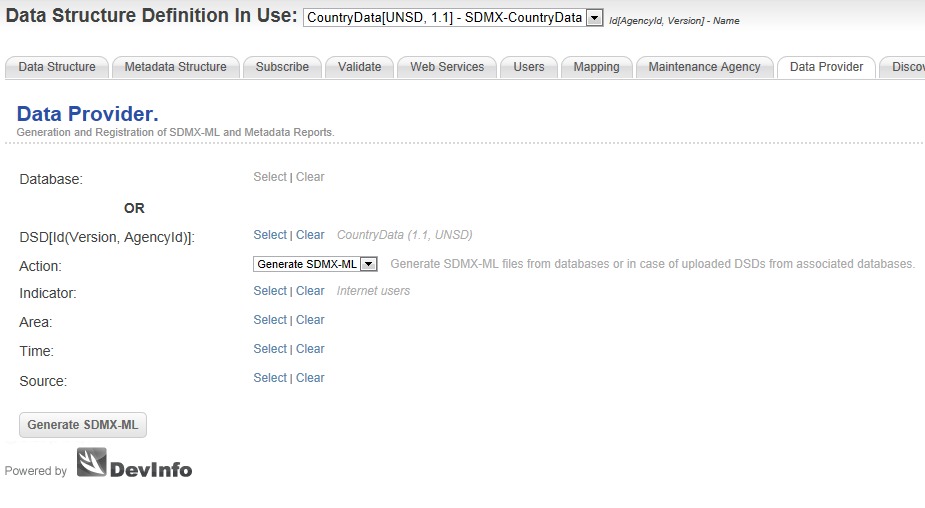 Data Structure Definition In Use: CountryData[UNSD, 1.1] - SDMX-CountryData Id[AgencyId, Version] - Name
Data Structure Metadata Structure Subscribe Validate Web Services Users Mapping Maintenance Agency Data Provider Discov
Data Provider.
Generation and Registration of SDMX-ML and Metadata Reports.
Database: Select | Clear
OR
DSD[Id(Version, AgencyId)]: Select | Clear CountryData (1.1, UNSD)
Action: Generate SDMX-ML Generate SDMX-ML files from databases or in case of uploaded DSDs from associated databases.
Indicator: Select | Clear Internet users
Area: Select | Clear
Time: Select | Clear
Source: Select | Clear
Generate SDMX-ML
Powered by DevInfo